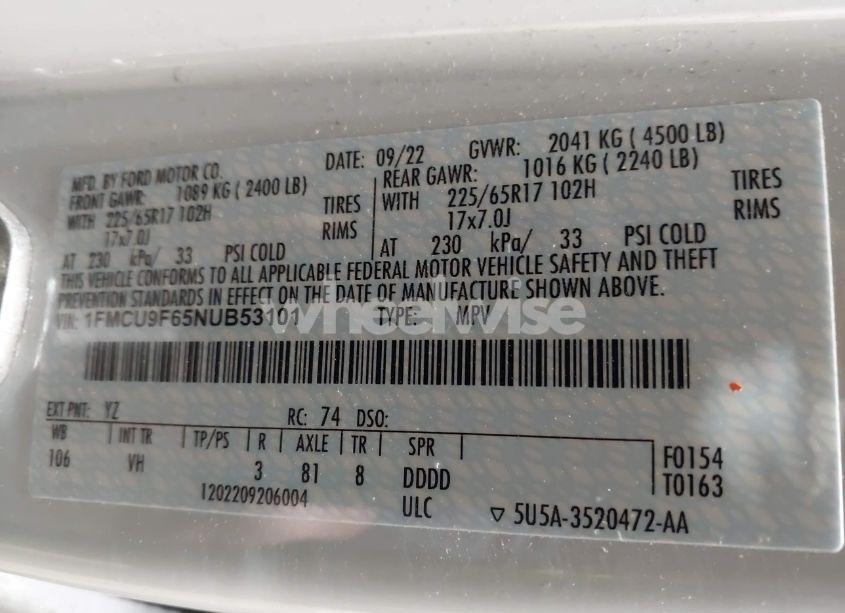 MFD. BY FORD MOTOR CO. DATE: 09/22 GVWR: 2041 KG ( 4500 LB)
FRONT GAWR: 1089 KG ( 2400 LB) REAR GAWR: 1016 KG ( 2240 LB)
WITH 225/65R17 102H TIRES WITH 225/65R17 102H TIRES
17x7.0J RIMS 17x7.0J RIMS
AT 230 kPa/ 33 PSI COLD AT 230 kPa/ 33 PSI COLD
THIS VEHICLE CONFORMS TO ALL APPLICABLE FEDERAL MOTOR VEHICLE SAFETY AND THEFT
PREVENTION STANDARDS IN EFFECT ON THE DATE OF MANUFACTURE SHOWN ABOVE.
VIN: 1FMCU9F65NUB53101 TYPE: MPV
wheelwise
EXT PNT: YZ RC: 74 DSO:
WB INT TR TP/PS R AXLE TR SPR
106 VH 3 81 8 DDDD F0154
1202209206004 ULC T0163
▽ 5U5A-3520472-AA